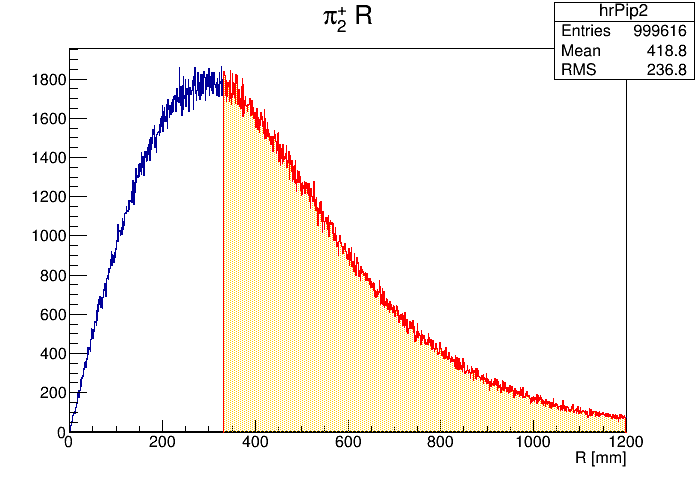 π₂⁺ R
hrPip2
Entries 999616
Mean 418.8
RMS 236.8
1800
1600
1400
1200
1000
800
600
400
200
0
0 200 400 600 800 1000 1200
R [mm]